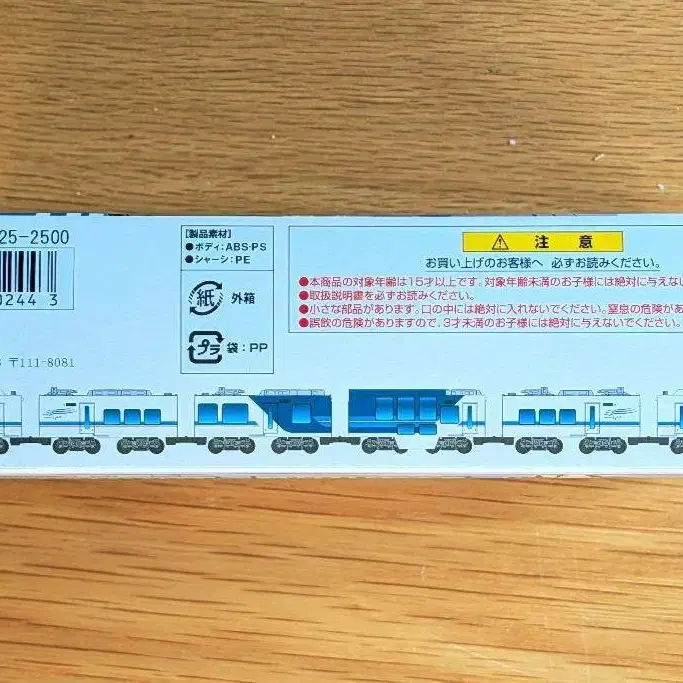 25-2500
0244 3
〒111-8081
【製品素材】
●ボディ:ABS・PS
●シャーシ:PE
紙 外箱
プラ 袋:PP
注 意
お買い上げのお客様へ 必ずお読みください。
●本商品の対象年齢は15才以上です。対象年齢未満のお子様には絶対に与えない
●取扱説明書を必ずお読みください。
●小さな部品があります。口の中には絶対に入れないでください。窒息の危険があ
●誤飲の危険がありますので、3才未満のお子様には絶対に与えないでください。